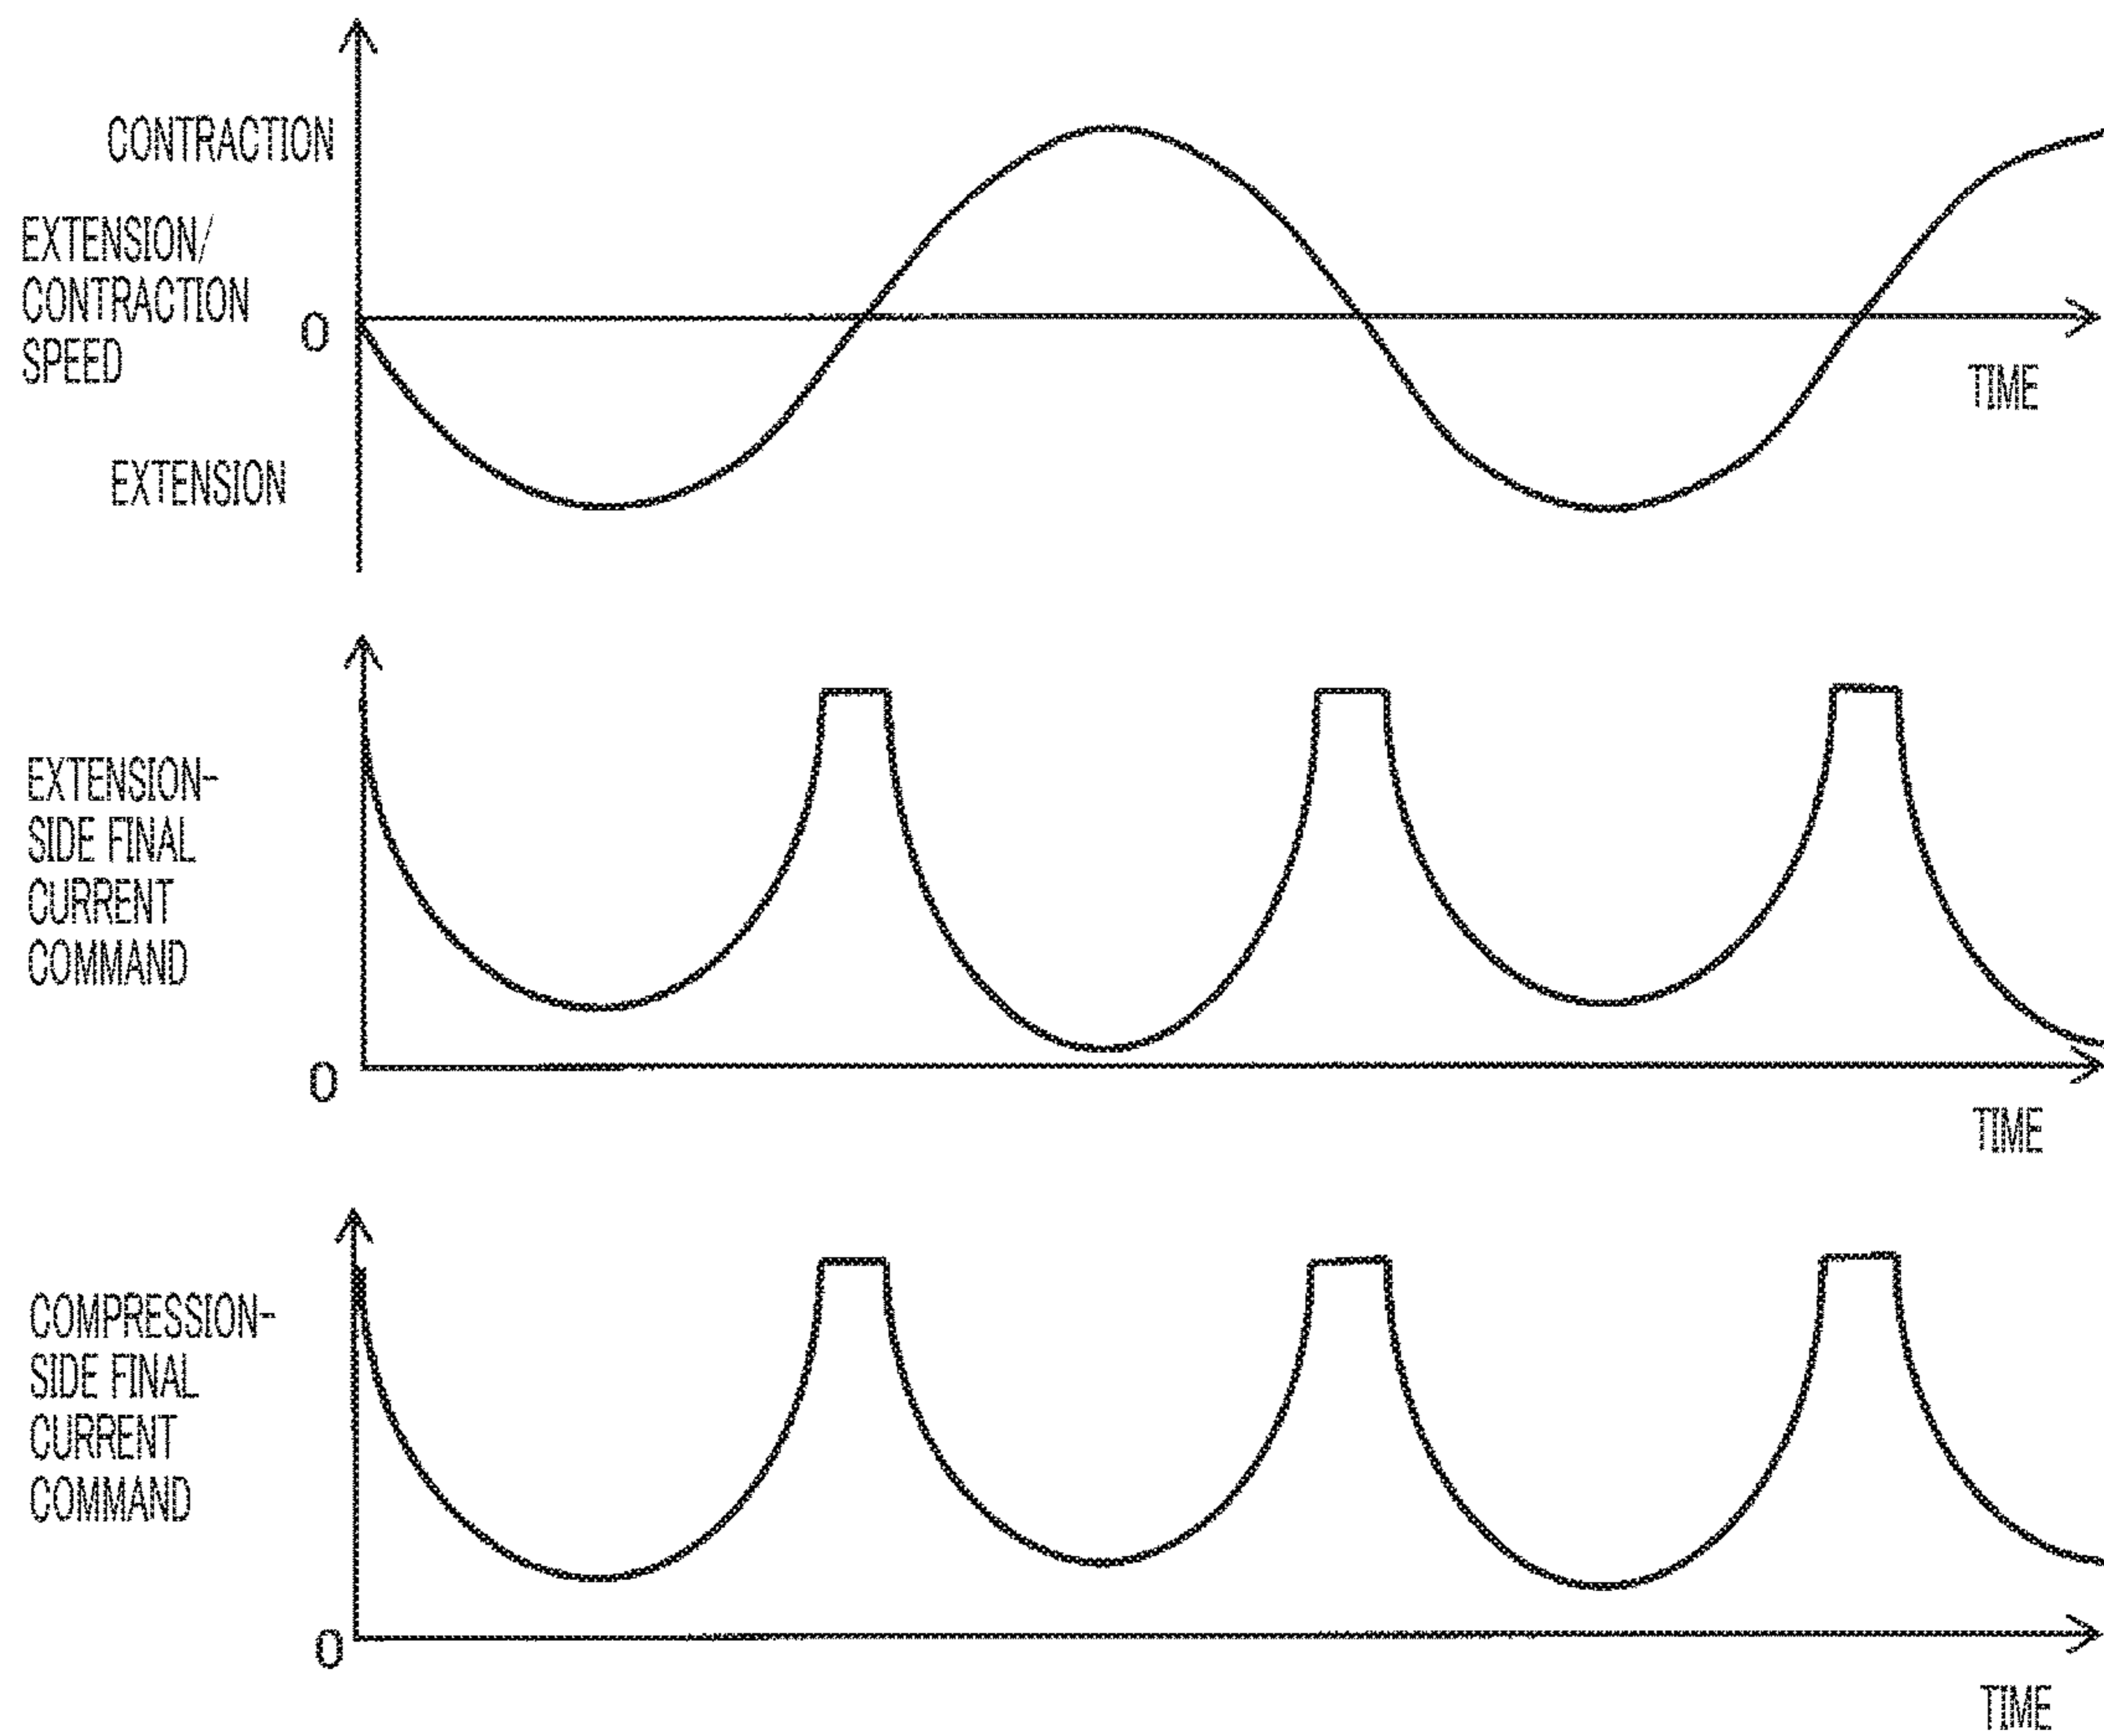 CONTRACTION
EXTENSION/
CONTRACTION
SPEED
0
TIME
EXTENSION
EXTENSION-
SIDE FINAL
CURRENT
COMMAND
0
TIME
COMPRESSION-
SIDE FINAL
CURRENT
COMMAND
0
TIME